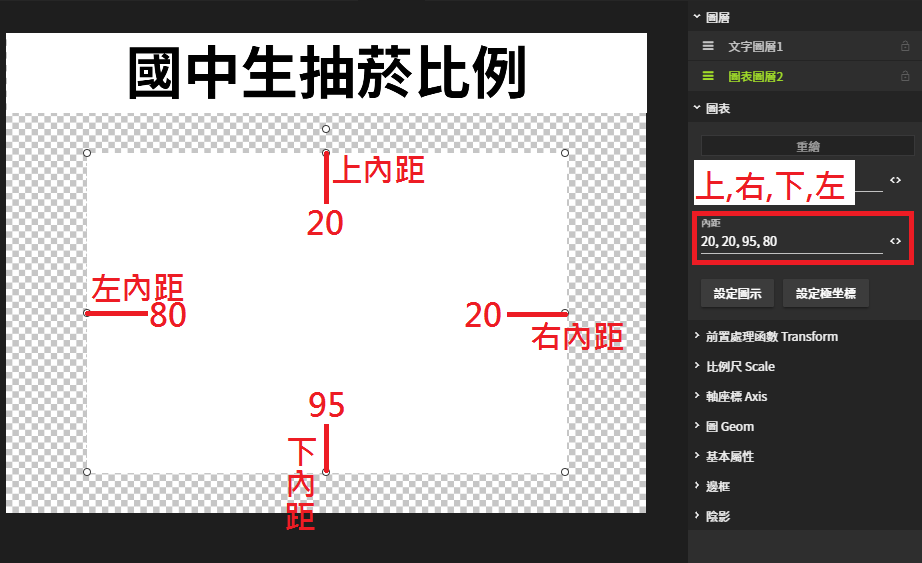 國中生抽菸比例
上內距
20
左內距
80
20
右內距
95
下
內
距
圖層
文字圖層1
圖表圖層2
圖表
重繪
上,右,下,左
<>
內距
20, 20, 95, 80
<>
設定圖示
設定極坐標
前置處理函數 Transform
比例尺 Scale
軸座標 Axis
圖 Geom
基本屬性
邊框
陰影